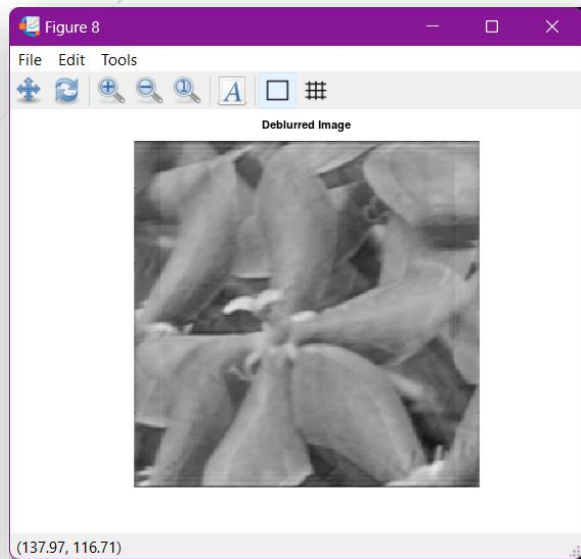 Figure 8
File Edit Tools
A
Deblurred Image
(137.97, 116.71)